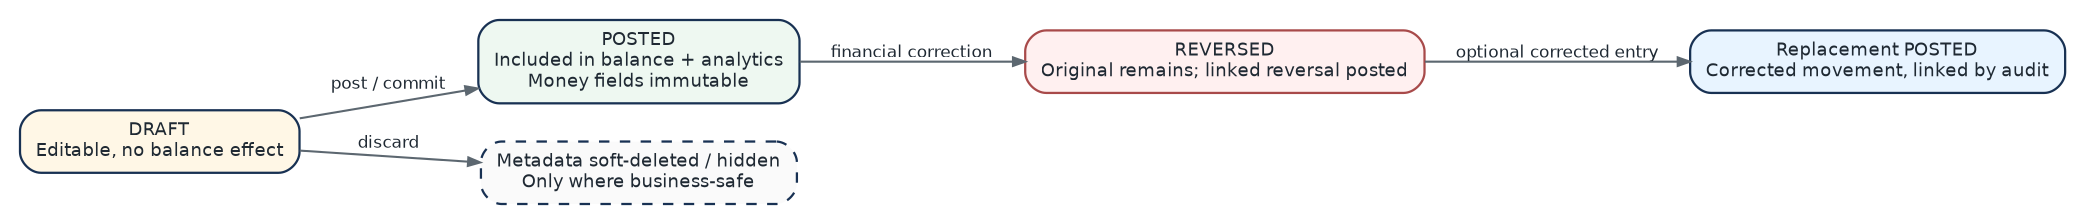 DRAFT
Editable, no balance effect
post / commit
discard
POSTED
Included in balance + analytics
Money fields immutable
Metadata soft-deleted / hidden
Only where business-safe
financial correction
REVERSED
Original remains; linked reversal posted
optional corrected entry
Replacement POSTED
Corrected movement, linked by audit